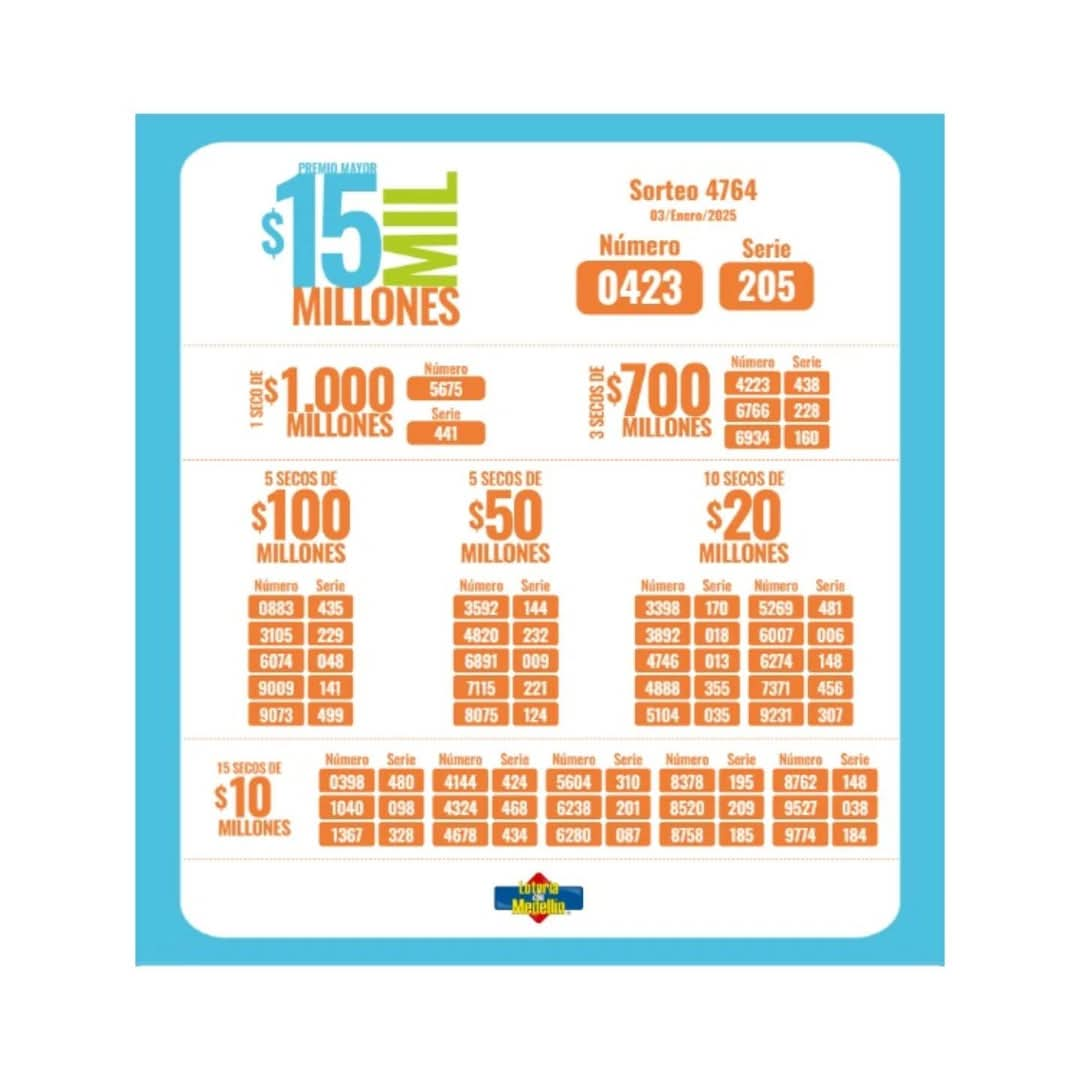 PREMIO MAYOR
$15 MIL
MILLONES
Sorteo 4764
03/Enero/2025
Número Serie
0423 205
1 SECO DE
$1.000
MILLONES
Número
5675
Serie
441
3 SECOS DE
$700
MILLONES
Número Serie
4223 438
6766 228
6934 160
5 SECOS DE
$100
MILLONES
Número Serie
0883 435
3105 229
6074 048
9009 141
9073 499
5 SECOS DE
$50
MILLONES
Número Serie
3592 144
4820 232
6891 009
7115 221
8075 124
10 SECOS DE
$20
MILLONES
Número Serie Número Serie
3398 170 5269 481
3892 018 6007 006
4746 013 6274 148
4888 355 7371 456
5104 035 9231 307
15 SECOS DE
$10
MILLONES
Número Serie Número Serie Número Serie Número Serie Número Serie
0398 480 4144 424 5604 310 8378 195 8762 148
1040 098 4324 468 6238 201 8520 209 9527 038
1367 328 4678 434 6280 087 8758 185 9774 184
Lotería
de
Medellín